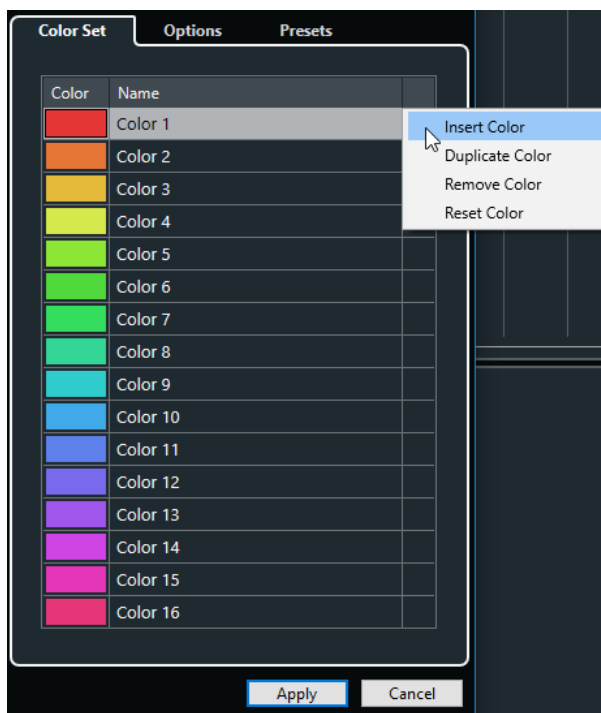 Color Set Options Presets
Color Name
Color 1
Insert Color
Color 2
Duplicate Color
Color 3
Remove Color
Color 4
Reset Color
Color 5
Color 6
Color 7
Color 8
Color 9
Color 10
Color 11
Color 12
Color 13
Color 14
Color 15
Color 16
Apply Cancel